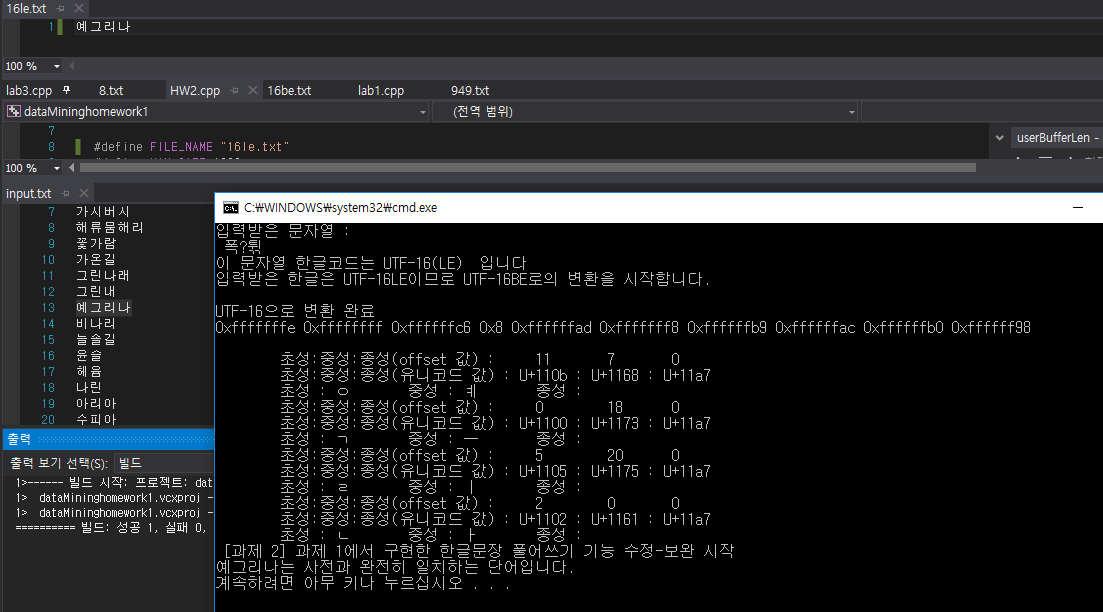 16le.txt
1 예그리나
100 %
lab3.cpp 8.txt HW2.cpp 16be.txt lab1.cpp 949.txt
dataMininghomework1 (전역 범위)
7
8 #define FILE_NAME "16le.txt"
userBufferLen -
100 %
input.txt
7 가시버시
8 해류뭄해리
9 꽃가람
10 가온길
11 그린나래
12 그린내
13 예그리나
14 비나리
15 늘솔길
16 윤슬
17 혜윰
18 나린
19 아리아
20 수피아
출력
출력 보기 선택(S): 빌드
1>------ 빌드 시작: 프로젝트: dat
1> dataMininghomework1.vcxproj -
1> dataMininghomework1.vcxproj -
========== 빌드: 성공 1, 실패 0,
C:\WINDOWS\system32\cmd.exe
입력받은 문자열 :
이 문자열 한글코드는 UTF-16(LE) 입니다
입력받은 한글은 UTF-16LE이므로 UTF-16BE로의 변환을 시작합니다.
UTF-16으로 변환 완료
0xfffffffe 0xffffffff 0xffffffc6 0x8 0xffffffad 0xfffffff8 0xffffffb9 0xffffffac 0xffffffb0 0xffffff98
초성:중성:종성(offset 값) : 11 7 0
초성:중성:종성(유니코드 값) : U+110b : U+1168 : U+11a7
초성 : ㅇ 중성 : ㅖ 종성 :
초성:중성:종성(offset 값) : 0 18 0
초성:중성:종성(유니코드 값) : U+1100 : U+1173 : U+11a7
초성 : ㄱ 중성 : ㅡ 종성 :
초성:중성:종성(offset 값) : 5 20 0
초성:중성:종성(유니코드 값) : U+1105 : U+1175 : U+11a7
초성 : ㄹ 중성 : ㅣ 종성 :
초성:중성:종성(offset 값) : 2 0 0
초성:중성:종성(유니코드 값) : U+1102 : U+1161 : U+11a7
초성 : ㄴ 중성 : ㅏ 종성 :
[과제 2] 과제 1에서 구현한 한글문장 풀어쓰기 기능 수정-보완 시작
예그리나는 사전과 완전히 일치하는 단어입니다.
계속하려면 아무 키나 누르십시오 . . .